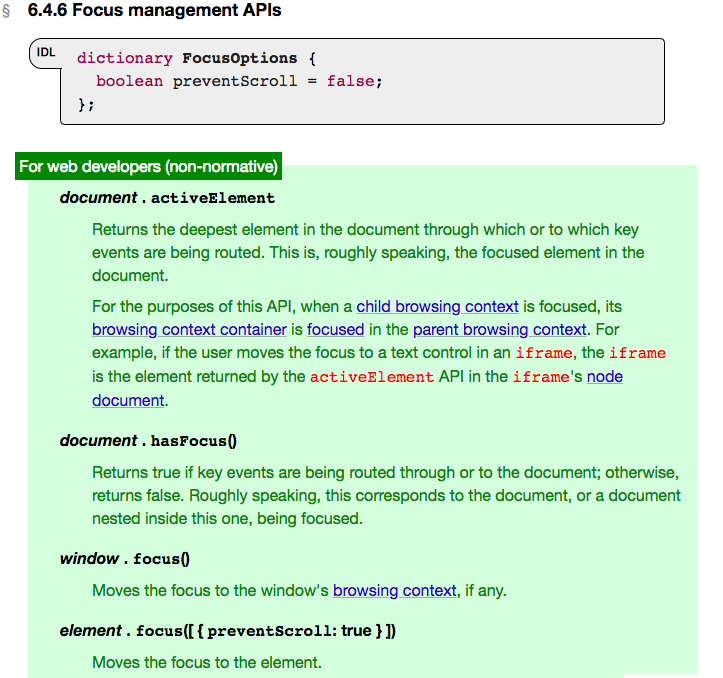 § 6.4.6 Focus management APIs
IDL
dictionary FocusOptions {
boolean preventScroll = false;
};
For web developers (non-normative)
document . activeElement
Returns the deepest element in the document through which or to which key
events are being routed. This is, roughly speaking, the focused element in the
document.
For the purposes of this API, when a child browsing context is focused, its
browsing context container is focused in the parent browsing context. For
example, if the user moves the focus to a text control in an iframe, the iframe
is the element returned by the activeElement API in the iframe's node
document.
document . hasFocus()
Returns true if key events are being routed through or to the document; otherwise,
returns false. Roughly speaking, this corresponds to the document, or a document
nested inside this one, being focused.
window . focus()
Moves the focus to the window's browsing context, if any.
element . focus([ { preventScroll: true } ])
Moves the focus to the element.